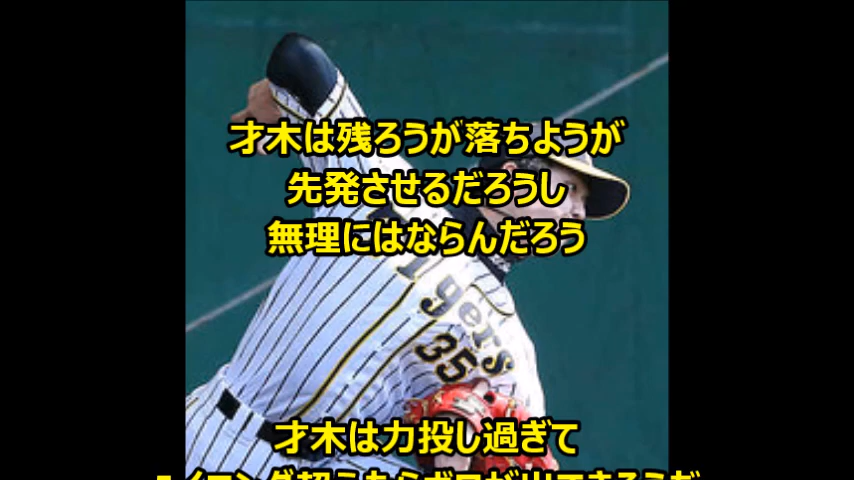 才木は残ろうが落ちようが
先発させるだろうし
無理にはならんだろう
Tigers
35
才木は力投し過ぎて